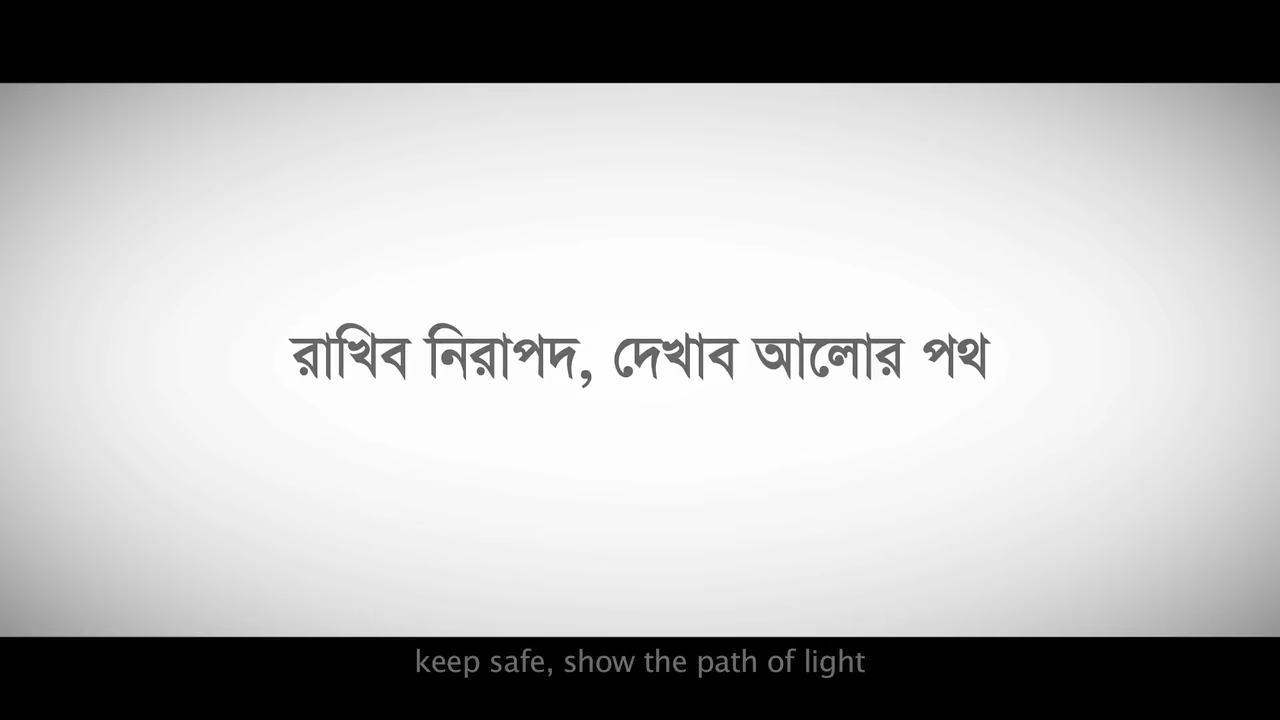 রাখিব নিরাপদ, দেখাব আলোর পথ
keep safe, show the path of light